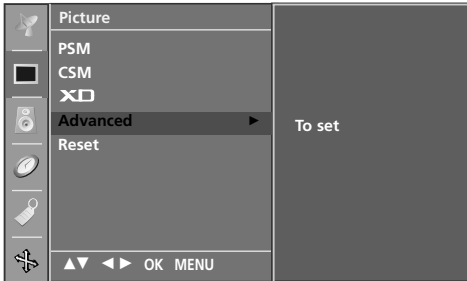 Picture
PSM
CSM
XD
Advanced ►
To set
Reset
▲▼ ◄► OK MENU